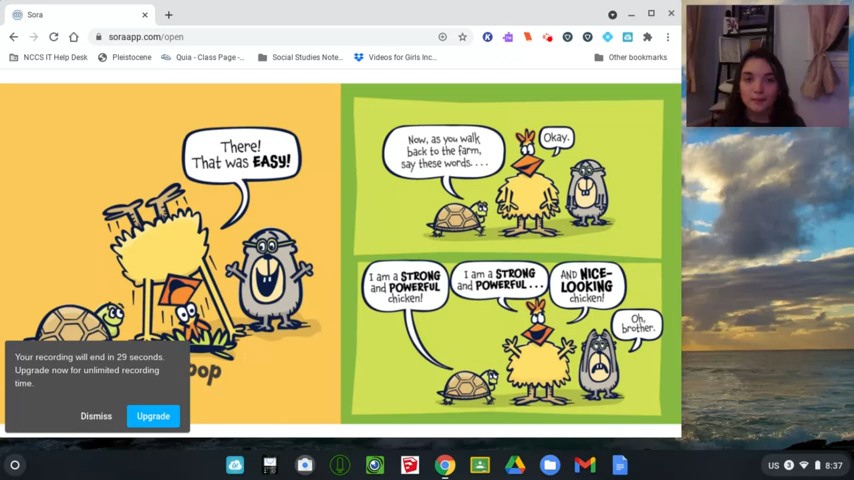 Sora
soraapp.com/open
NCCS IT Help Desk
Pleistocene
Quia - Class Page -...
Social Studies Note...
Videos for Girls Inc...
Other bookmarks
There!
That was EASY!
Now, as you walk
back to the farm,
say these words. . . .
Okay.
I am a STRONG
and POWERFUL
chicken!
I am a STRONG
and POWERFUL . . .
AND NICE-
LOOKING
chicken!
Oh,
brother.
Your recording will end in 29 seconds.
Upgrade now for unlimited recording
time.
Dismiss
Upgrade
US
3
8:37